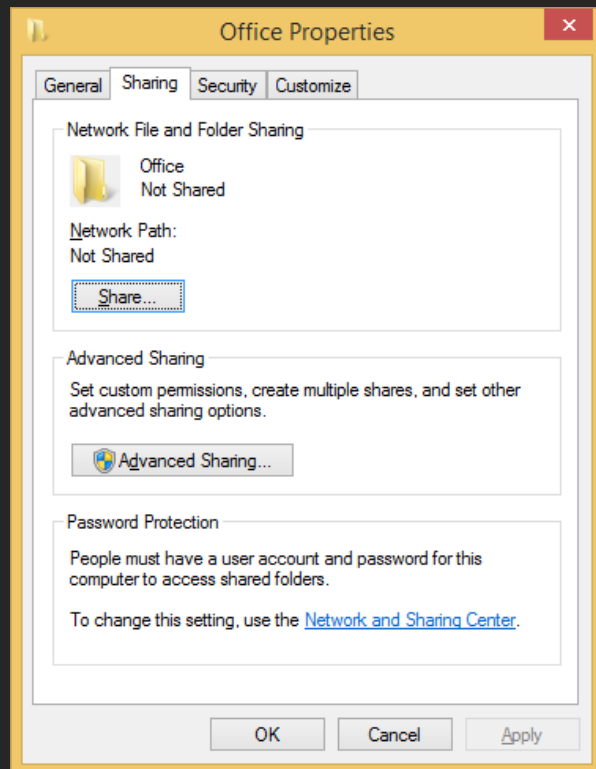 Office Properties
General Sharing Security Customize
Network File and Folder Sharing
Office
Not Shared
Network Path:
Not Shared
Share...
Advanced Sharing
Set custom permissions, create multiple shares, and set other
advanced sharing options.
Advanced Sharing...
Password Protection
People must have a user account and password for this
computer to access shared folders.
To change this setting, use the Network and Sharing Center.
OK Cancel Apply